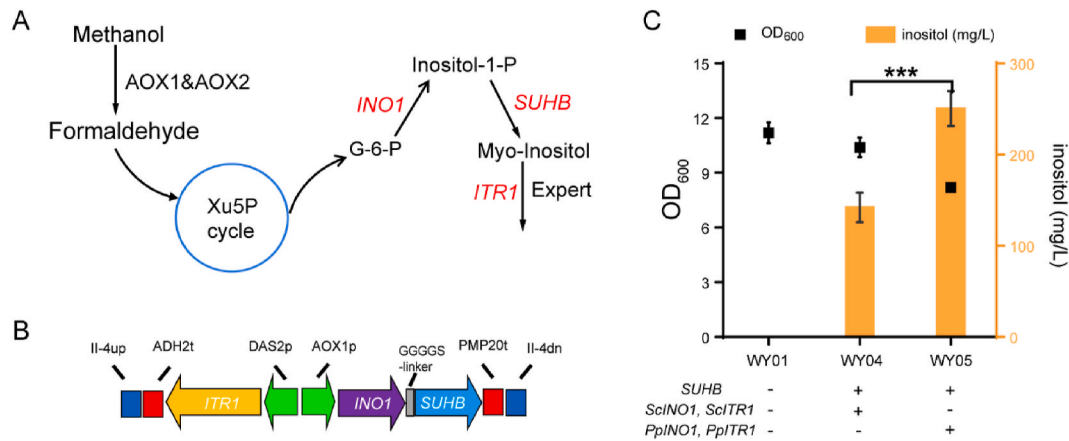 A
Methanol
AOX1&AOX2
Formaldehyde
Xu5P
cycle
G-6-P
INO1
Inositol-1-P
SUHB
Myo-Inositol
ITR1 Expert
B
II-4up
ADH2t
DAS2p
AOX1p
GGGGS
-linker
PMP20t
II-4dn
ITR1
INO1
SUHB
C
OD600
inositol (mg/L)
***
15
12
9
6
3
0
OD600
300
200
100
0
inositol (mg/L)
WY01 WY04 WY05
SUHB - + +
ScINO1, ScITR1 - + -
PpINO1, PpITR1 - - +